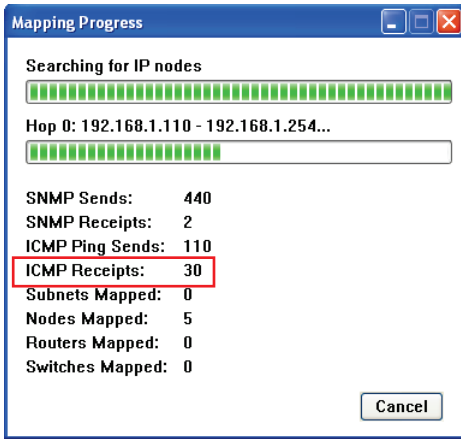 Mapping Progress
Searching for IP nodes
Hop 0: 192.168.1.110 - 192.168.1.254...
SNMP Sends: 440
SNMP Receipts: 2
ICMP Ping Sends: 110
ICMP Receipts: 30
Subnets Mapped: 0
Nodes Mapped: 5
Routers Mapped: 0
Switches Mapped: 0
Cancel